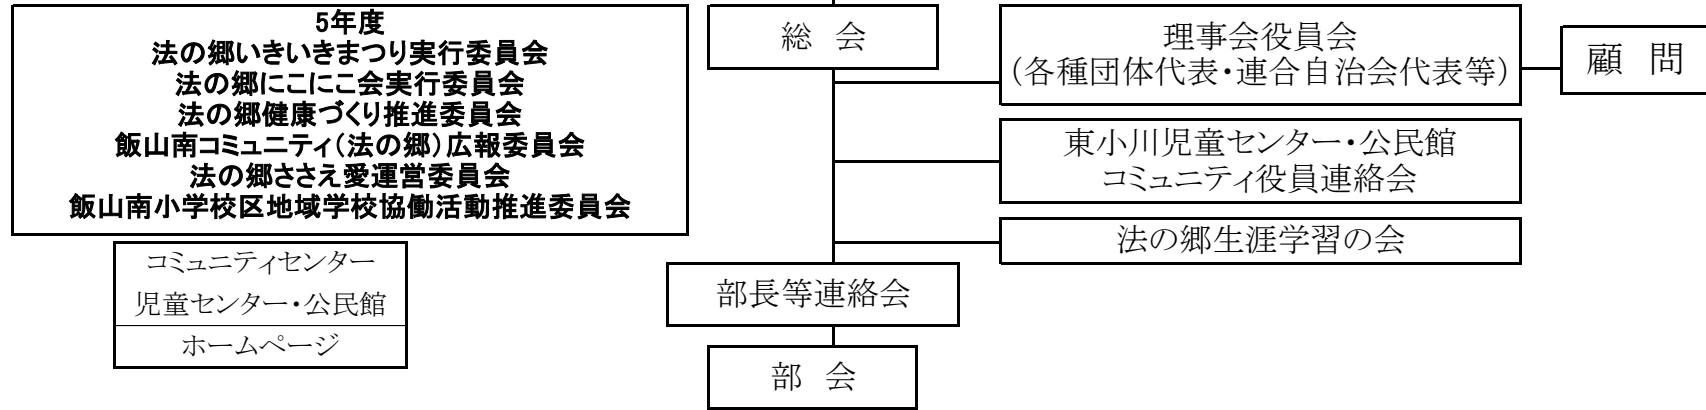 5年度
法の郷いきいきまつり実行委員会
法の郷にこにこ会実行委員会
法の郷健康づくり推進委員会
飯山南コミュニティ(法の郷)広報委員会
法の郷ささえ愛運営委員会
飯山南小学校区地域学校協働活動推進委員会
コミュニティセンター
児童センター・公民館
ホームページ
総 会
理事会役員会
(各種団体代表・連合自治会代表等)
顧 問
東小川児童センター・公民館
コミュニティ役員連絡会
法の郷生涯学習の会
部長等連絡会
部 会